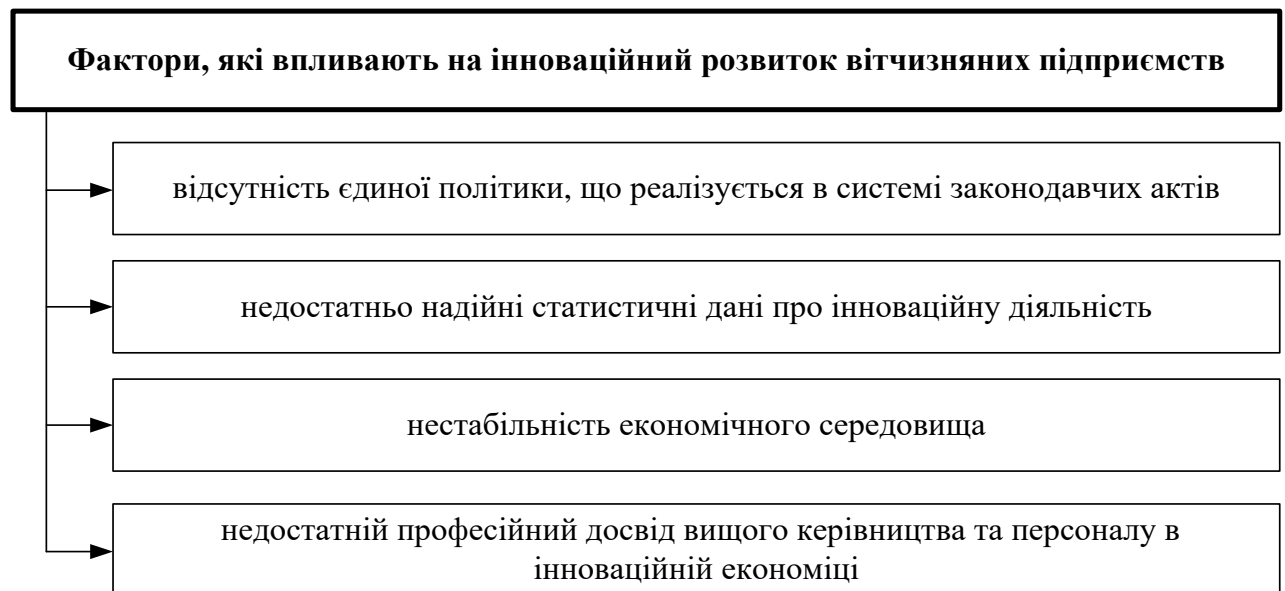 Фактори, які впливають на інноваційний розвиток вітчизняних підприємств
відсутність єдиної політики, що реалізується в системі законодавчих актів
недостатньо надійні статистичні дані про інноваційну діяльність
нестабільність економічного середовища
недостатній професійний досвід вищого керівництва та персоналу в
інноваційній економіці